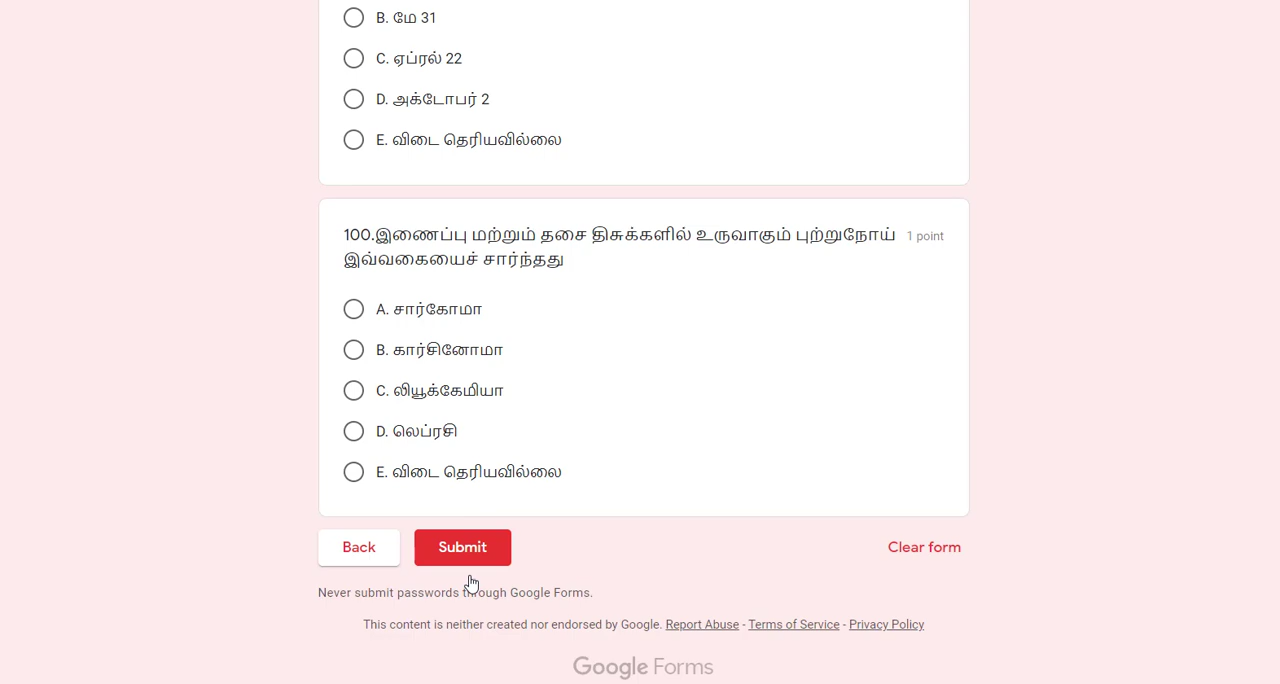 B. மே 31
C. ஏப்ரல் 22
D. அக்டோபர் 2
E. விடை தெரியவில்லை
100.இணைப்பு மற்றும் தசை திசுக்களில் உருவாகும் புற்றுநோய் 1 point
இவ்வகையைச் சார்ந்தது
A. சார்கோமா
B. கார்சினோமா
C. லியூக்கேமியா
D. லெப்ரசி
E. விடை தெரியவில்லை
Back Submit Clear form
Never submit passwords through Google Forms.
This content is neither created nor endorsed by Google. Report Abuse - Terms of Service - Privacy Policy
Google Forms